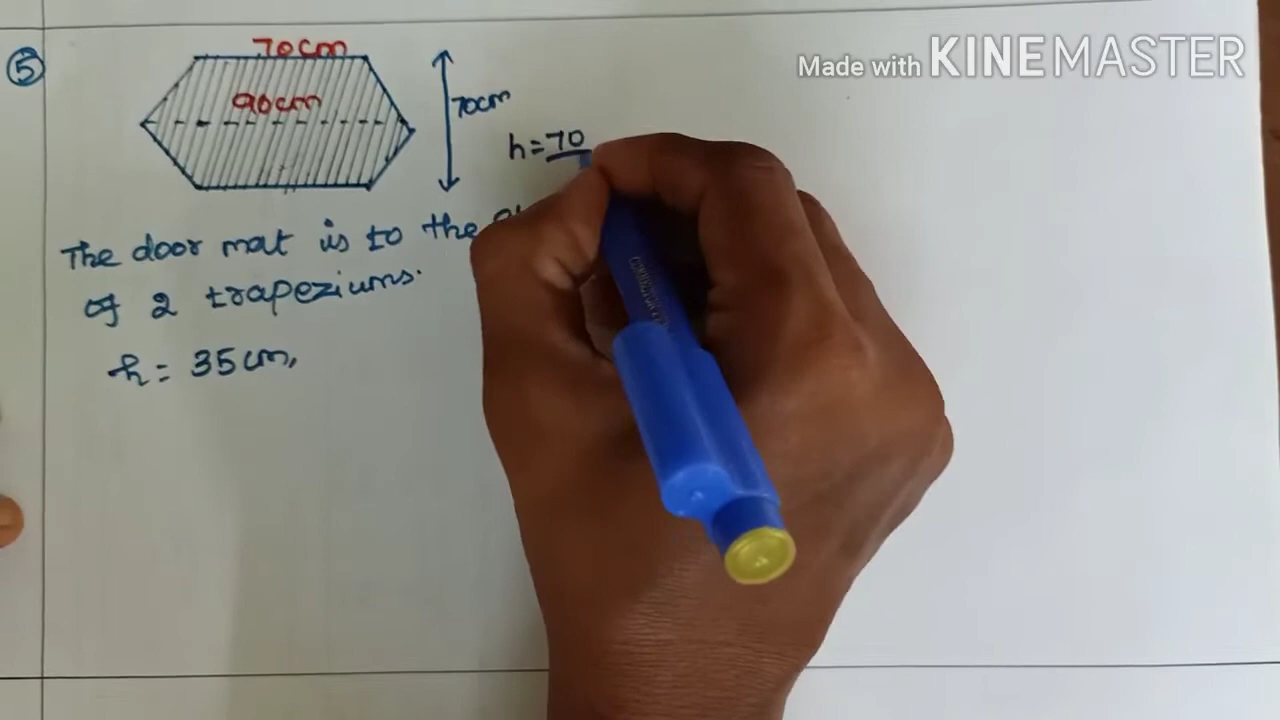 5
70cm
90cm
70cm
h = 70
The door mat is to the
of 2 trapeziums.
h = 35cm,
Made with KINEMASTER